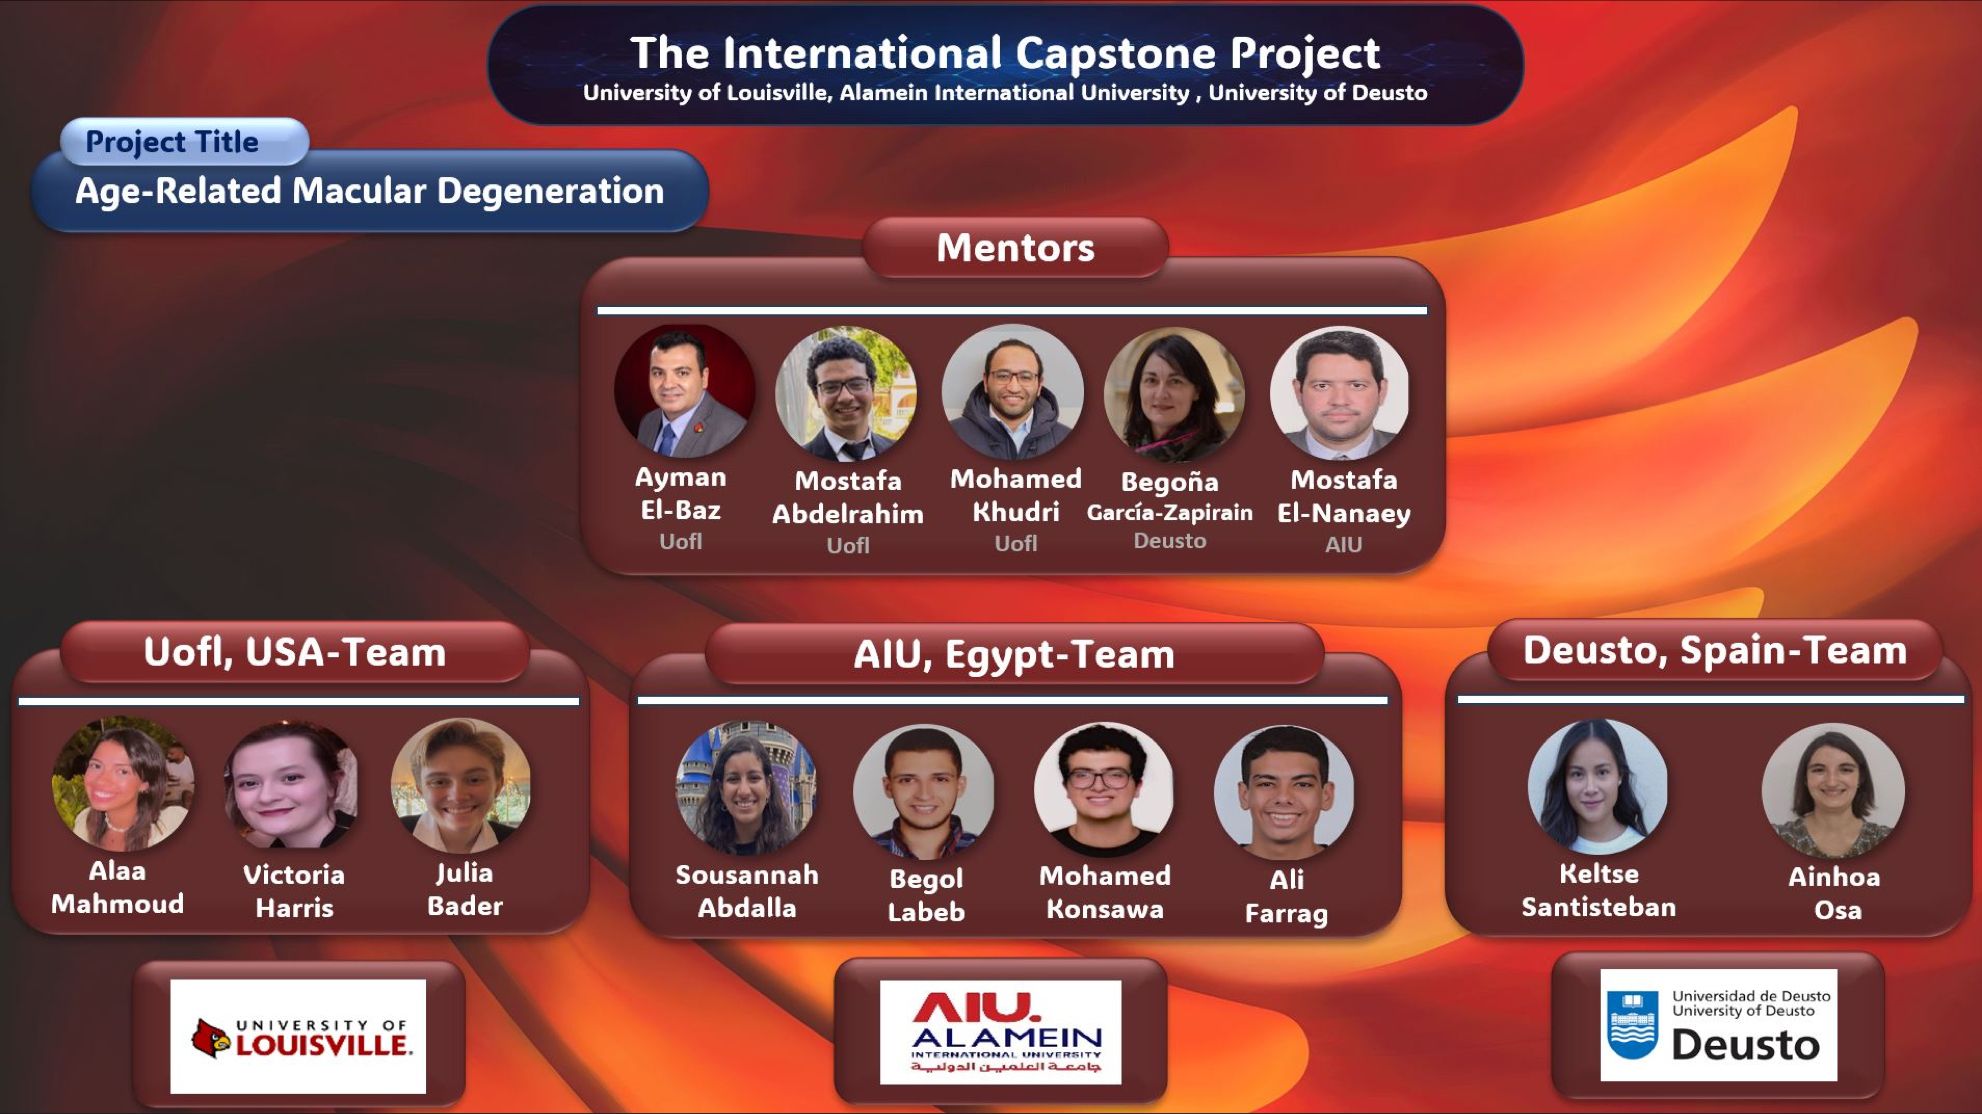 The International Capstone Project
University of Louisville, Alamein International University , University of Deusto
Project Title
Age-Related Macular Degeneration
Mentors
Ayman
El-Baz
Uofl
Mostafa
Abdelrahim
Uofl
Mohamed
Khudri
Uofl
Begoña
García-Zapirain
Deusto
Mostafa
El-Nanaey
AIU
Uofl, USA-Team
Alaa
Mahmoud
Victoria
Harris
Julia
Bader
AIU, Egypt-Team
Sousannah
Abdalla
Begol
Labeb
Mohamed
Konsawa
Ali
Farrag
Deusto, Spain-Team
Keltse
Santisteban
Ainhoa
Osa
UNIVERSITY OF
LOUISVILLE.
AIU.
ALAMEIN
INTERNATIONAL UNIVERSITY
جامعة العلمين الدولية
Universidad de Deusto
University of Deusto
Deusto